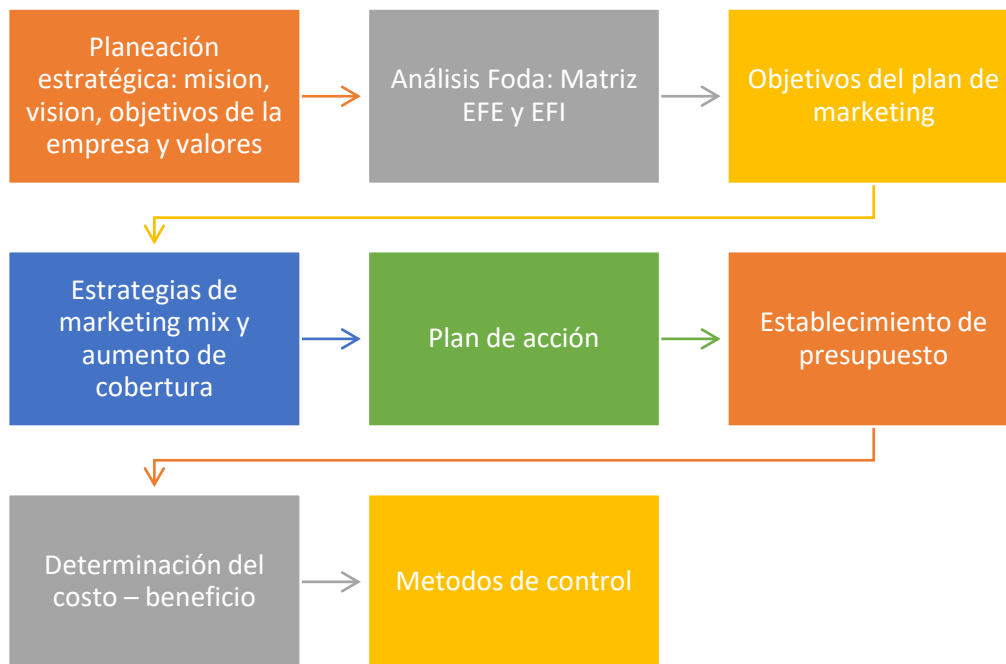 Planeación
estratégica: mision,
vision, objetivos de la
empresa y valores
Análisis Foda: Matriz
EFE y EFI
Objetivos del plan de
marketing
Estrategias de
marketing mix y
aumento de
cobertura
Plan de acción
Establecimiento de
presupuesto
Determinación del
costo – beneficio
Metodos de control